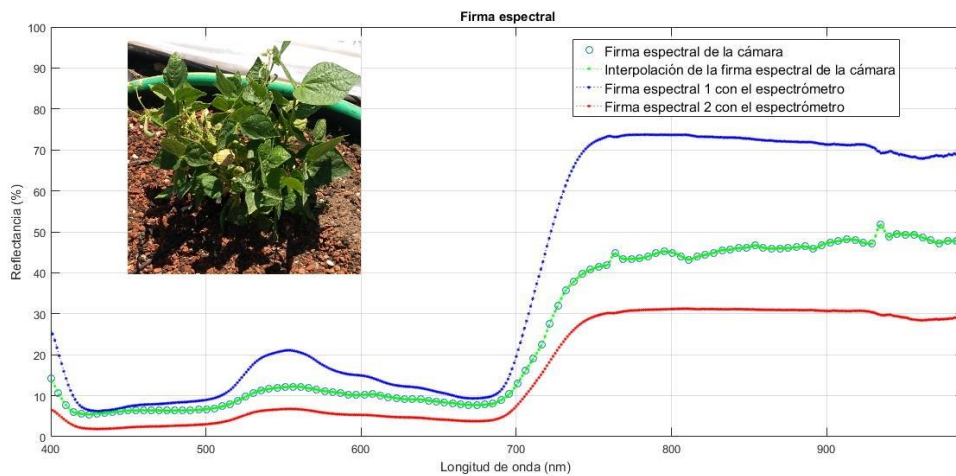 Firma espectral
Firma espectral de la cámara
Interpolación de la firma espectral de la cámara
Firma espectral 1 con el espectrómetro
Firma espectral 2 con el espectrómetro
Reflectancia (%)
100
90
80
70
60
50
40
30
20
10
0
400 500 600 700 800 900
Longitud de onda (nm)